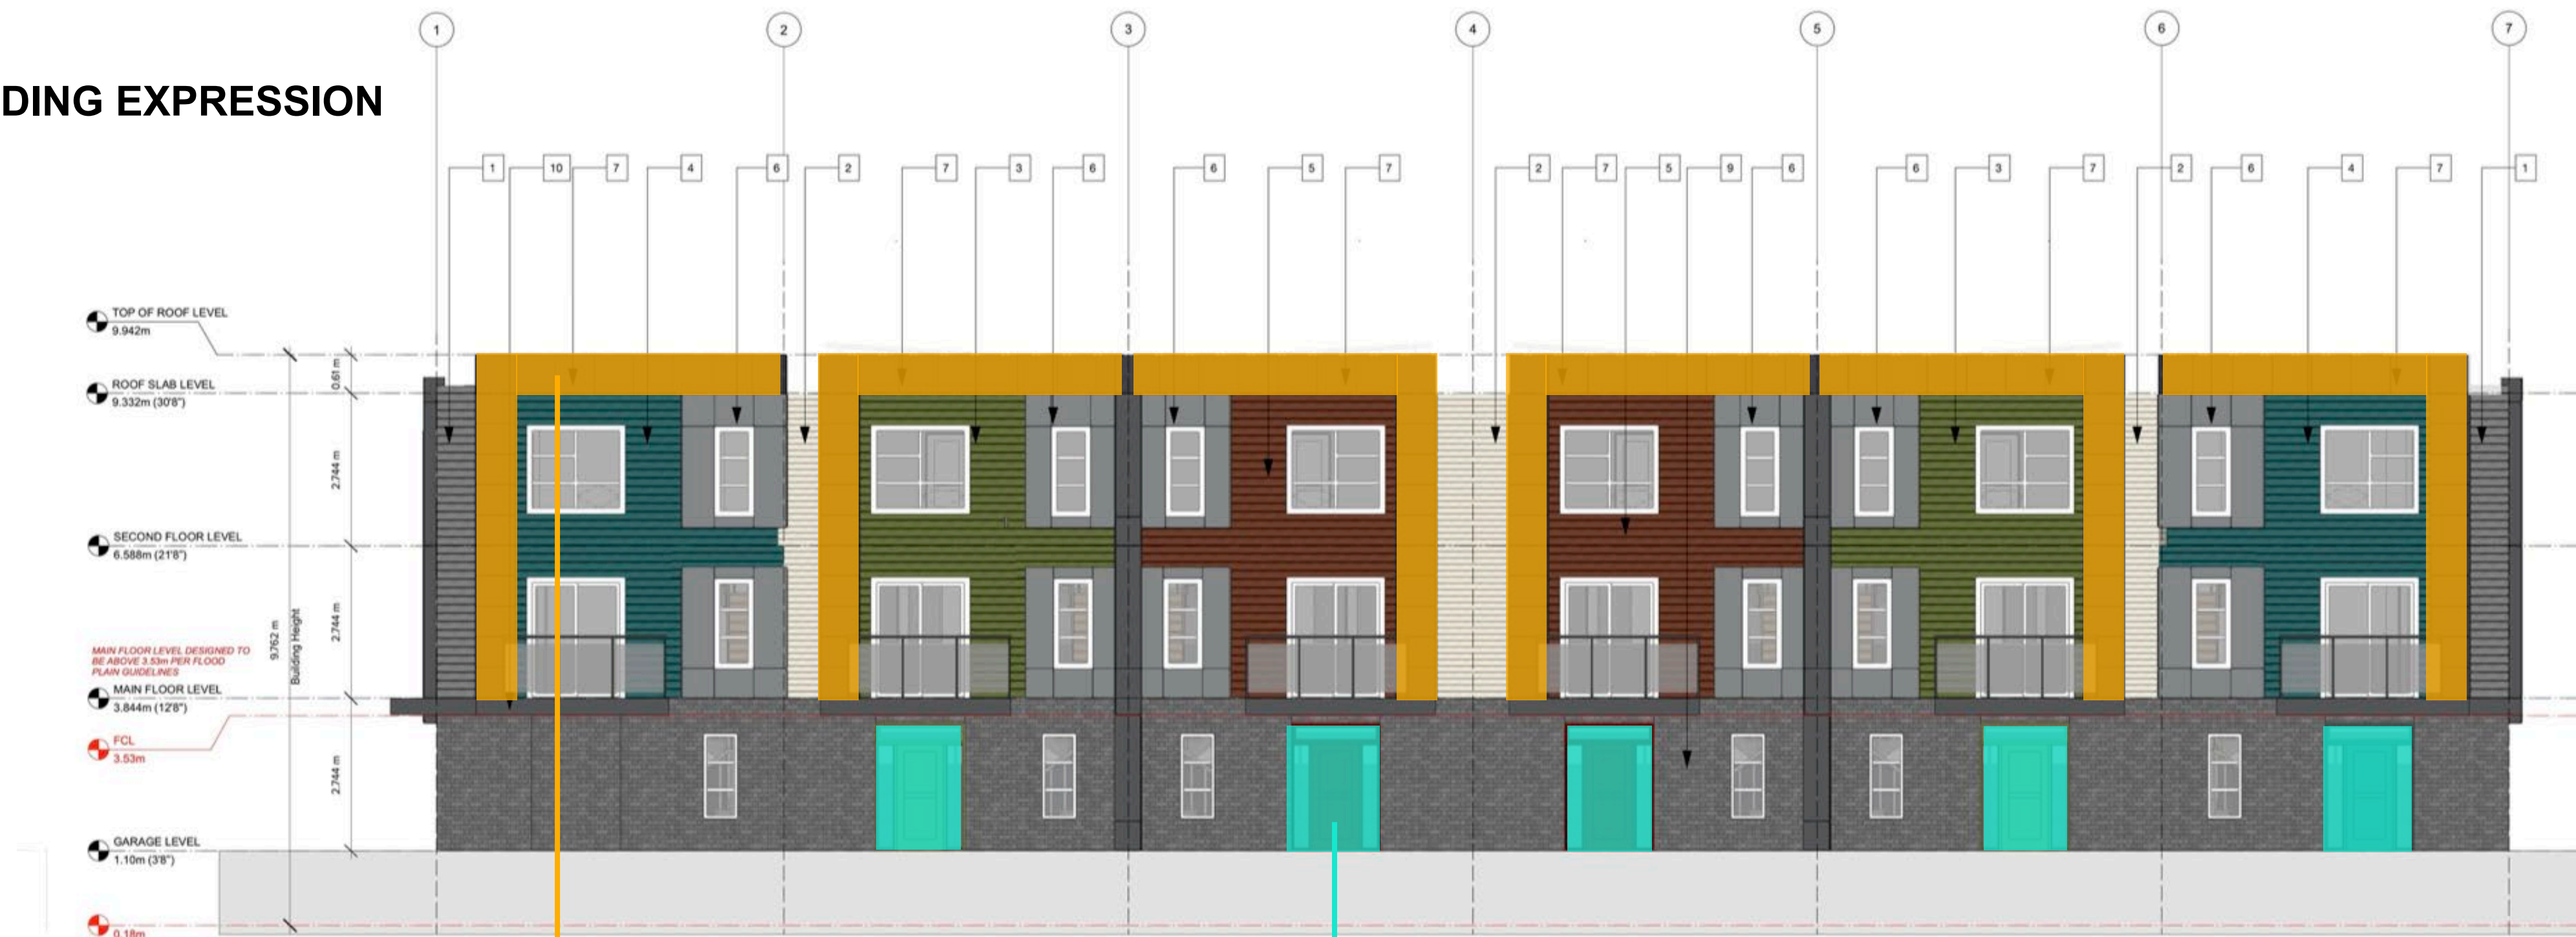 1 2 3 4 5 6 7
DING EXPRESSION
1 10 7 4 6 2 7 3 6 6 5 7 2 7 5 9 6 6 3 7 2 6 4 7 1
TOP OF ROOF LEVEL
9.942m
0.61 m
ROOF SLAB LEVEL
9.332m (30'8")
2.744 m
SECOND FLOOR LEVEL
6.588m (21'8")
2.744 m
9.762 m
Building Height
MAIN FLOOR LEVEL DESIGNED TO
BE ABOVE 3.53m PER FLOOD
PLAIN GUIDELINES
MAIN FLOOR LEVEL
3.844m (12'8")
FCL
3.53m
2.744 m
GARAGE LEVEL
1.10m (3'8")
0.18m